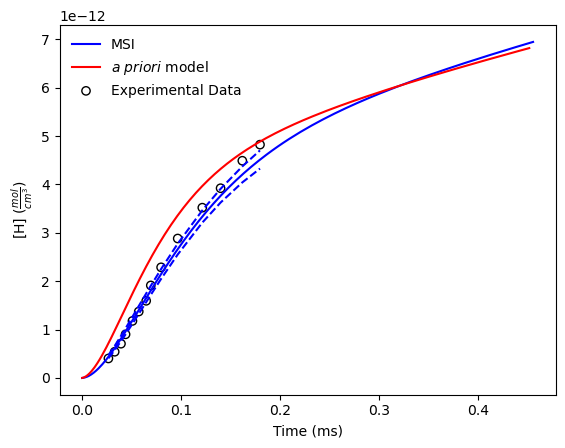 1e−12
7
6
5
4
3
2
1
0
[H] (mol/cm³)
MSI
a priori model
Experimental Data
0.0 0.1 0.2 0.3 0.4
Time (ms)